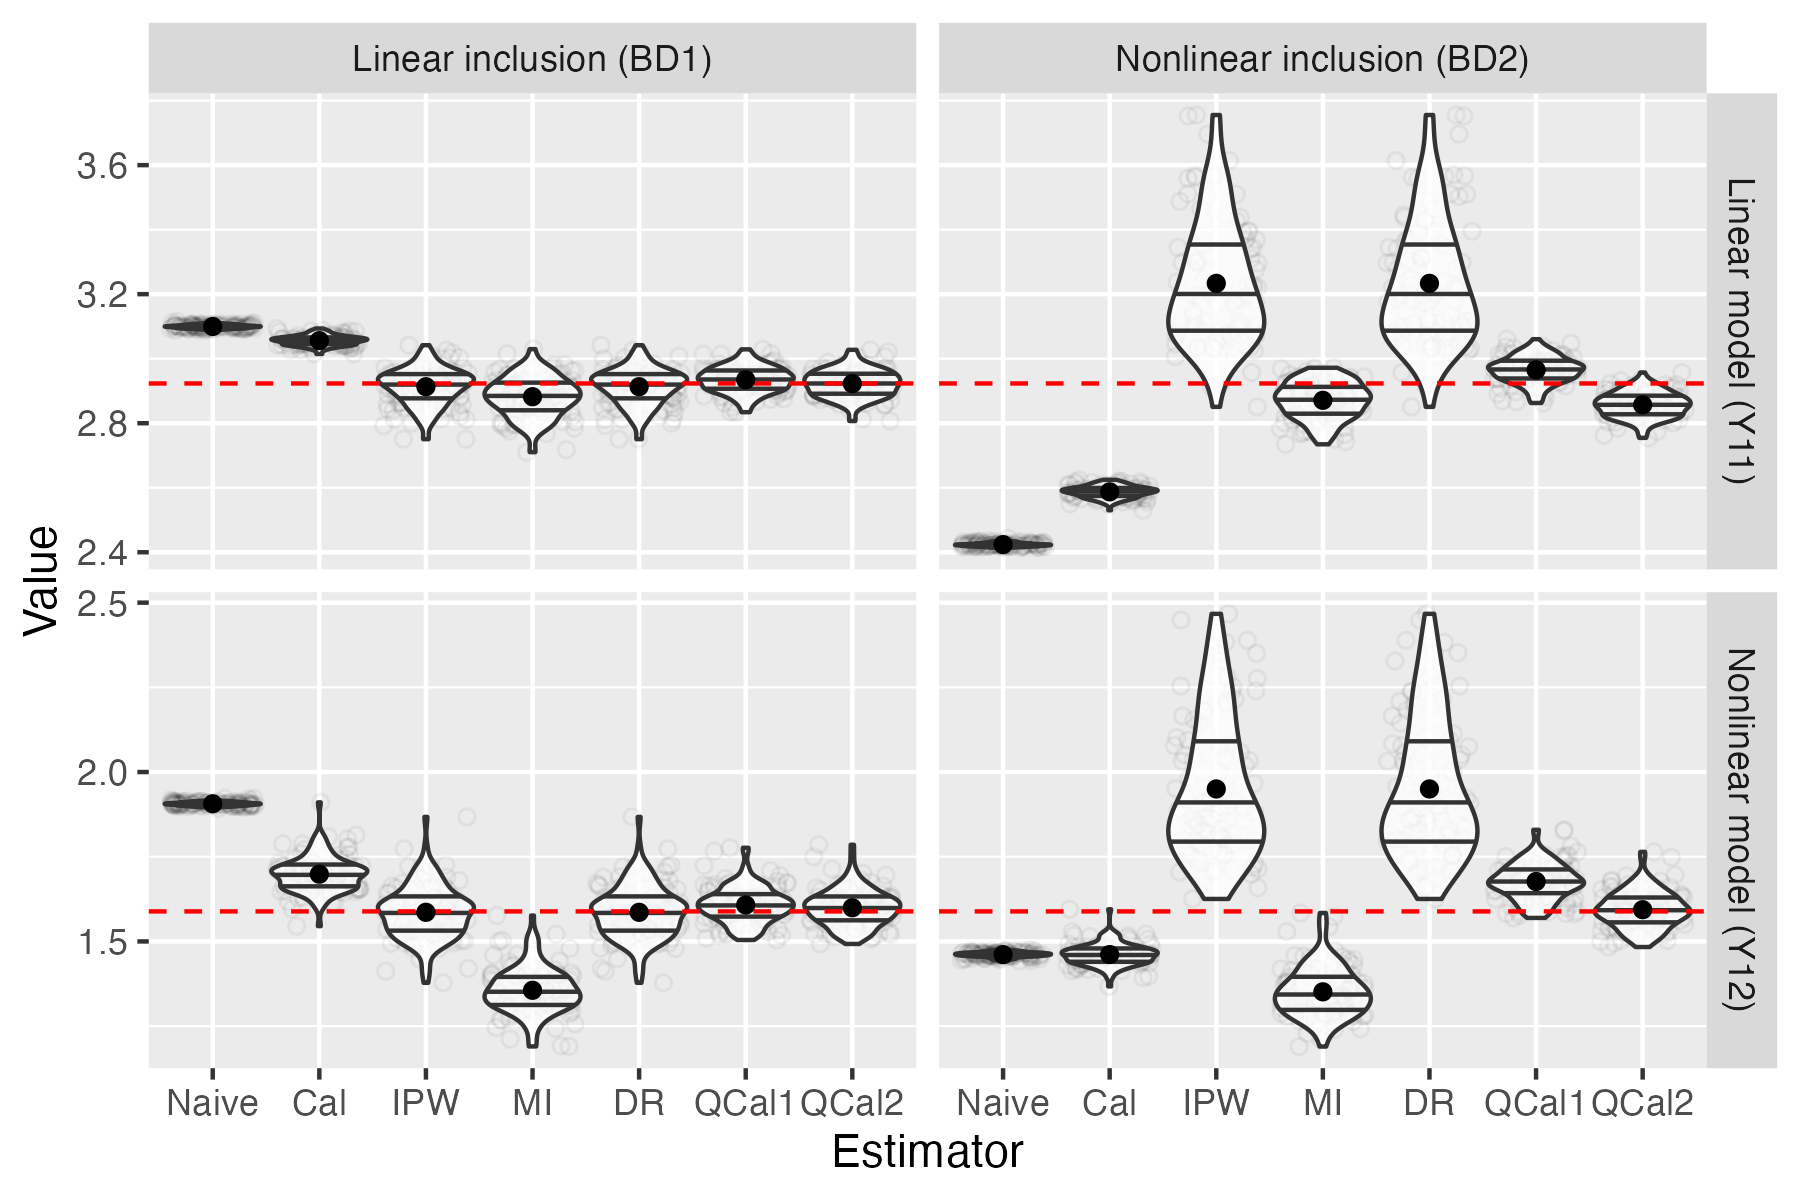 Linear inclusion (BD1)
Nonlinear inclusion (BD2)
Linear model (Y11)
Nonlinear model (Y12)
Value
3.6
3.2
2.8
2.4
2.5
2.0
1.5
Naive Cal IPW MI DR QCal1 QCal2
Naive Cal IPW MI DR QCal1 QCal2
Estimator